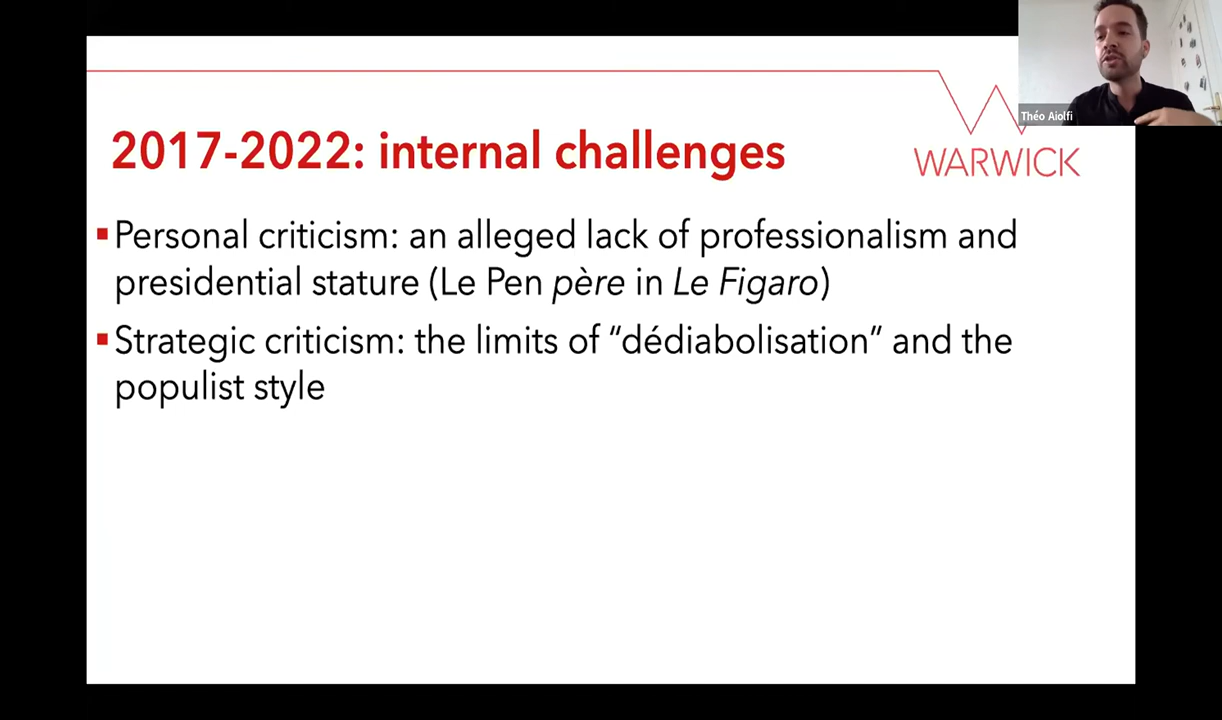 Théo Aiolfi
WARWICK
2017-2022: internal challenges
▪Personal criticism: an alleged lack of professionalism and
presidential stature (Le Pen père in Le Figaro)
▪Strategic criticism: the limits of “dédiabolisation” and the
populist style